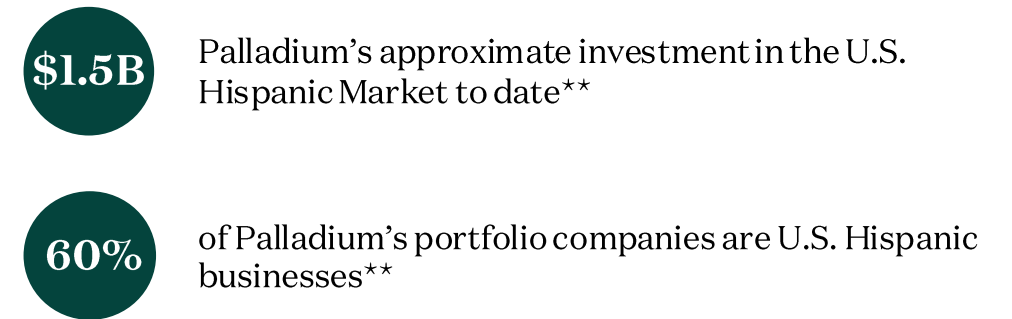 $1.5B
Palladium’s approximate investment in the U.S.
Hispanic Market to date**
60%
of Palladium’s portfolio companies are U.S. Hispanic
businesses**